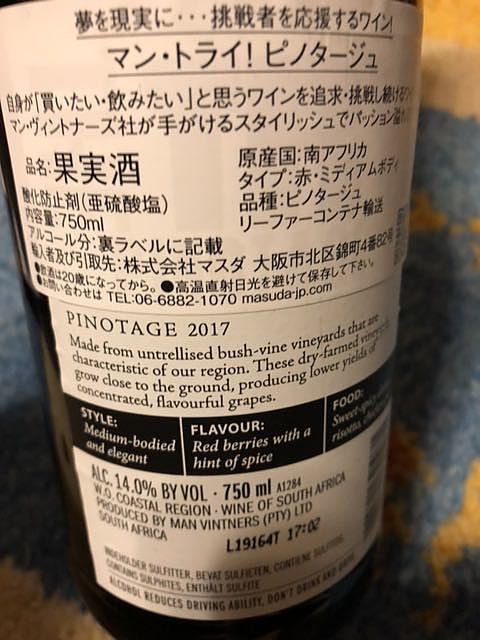 夢を現実に･･･挑戦者を応援するワイン!
マン・トライ! ピノタージュ
自身が「買いたい・飲みたい」と思うワインを追求・挑戦し続ける
マン・ヴィントナーズ社が手がけるスタイリッシュでパッション溢
品名:果実酒
酸化防止剤(亜硫酸塩)
内容量:750ml
アルコール分:裏ラベルに記載
原産国:南アフリカ
タイプ:赤・ミディアムボディ
品種:ピノタージュ
リーファーコンテナ輸送
輸入者及び引取先:株式会社マスダ 大阪市北区錦町4番82号
●飲酒は20歳になってから。 ●高温直射日光を避けて保存して下さい。
●お問い合わせは TEL:06-6882-1070 masuda-jp.com
PINOTAGE 2017
Made from untrellised bush-vine vineyards that are
characteristic of our region. These dry-farmed vineyards
grow close to the ground, producing lower yields of
concentrated, flavourful grapes.
STYLE:
Medium-bodied
and elegant
FLAVOUR:
Red berries with a
hint of spice
FOOD:
Sweet-spicy
risotto,
ALC. 14.0% BY VOL · 750 ml A1284
W.O. COASTAL REGION · WINE OF SOUTH AFRICA
PRODUCED BY MAN VINTNERS (PTY) LTD
SOUTH AFRICA
L19164T 17:02
INDEHOLDER SULFITTER, BEVAT SULFIETEN, CONTIENE SULFITOS,
CONTAINS SULPHITES, ENTHÄLT SULFITE
ALCOHOL REDUCES DRIVING ABILITY, DON'T DRINK AND DRIVE